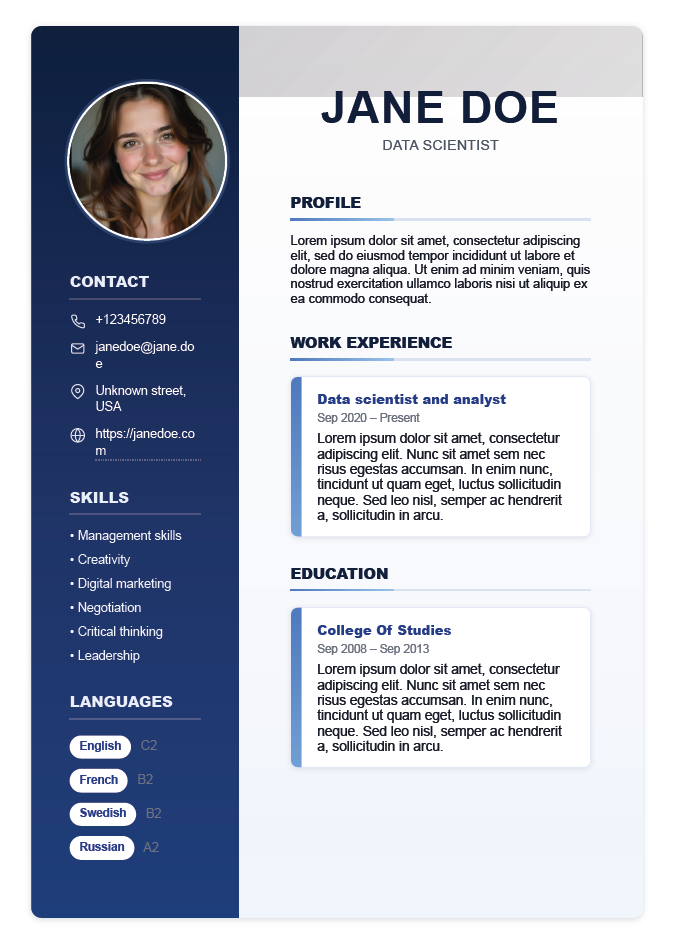 JANE DOE
DATA SCIENTIST
CONTACT
+123456789
janedoe@jane.do
e
Unknown street,
USA
https://janedoe.co
m
SKILLS
• Management skills
• Creativity
• Digital marketing
• Negotiation
• Critical thinking
• Leadership
LANGUAGES
English C2
French B2
Swedish B2
Russian A2
PROFILE
Lorem ipsum dolor sit amet, consectetur adipiscing
elit, sed do eiusmod tempor incididunt ut labore et
dolore magna aliqua. Ut enim ad minim veniam, quis
nostrud exercitation ullamco laboris nisi ut aliquip ex
ea commodo consequat.
WORK EXPERIENCE
Data scientist and analyst
Sep 2020 – Present
Lorem ipsum dolor sit amet, consectetur
adipiscing elit. Nunc sit amet sem nec
risus egestas accumsan. In enim nunc,
tincidunt ut quam eget, luctus sollicitudin
neque. Sed leo nisl, semper ac hendrerit
a, sollicitudin in arcu.
EDUCATION
College Of Studies
Sep 2008 – Sep 2013
Lorem ipsum dolor sit amet, consectetur
adipiscing elit. Nunc sit amet sem nec
risus egestas accumsan. In enim nunc,
tincidunt ut quam eget, luctus sollicitudin
neque. Sed leo nisl, semper ac hendrerit
a, sollicitudin in arcu.